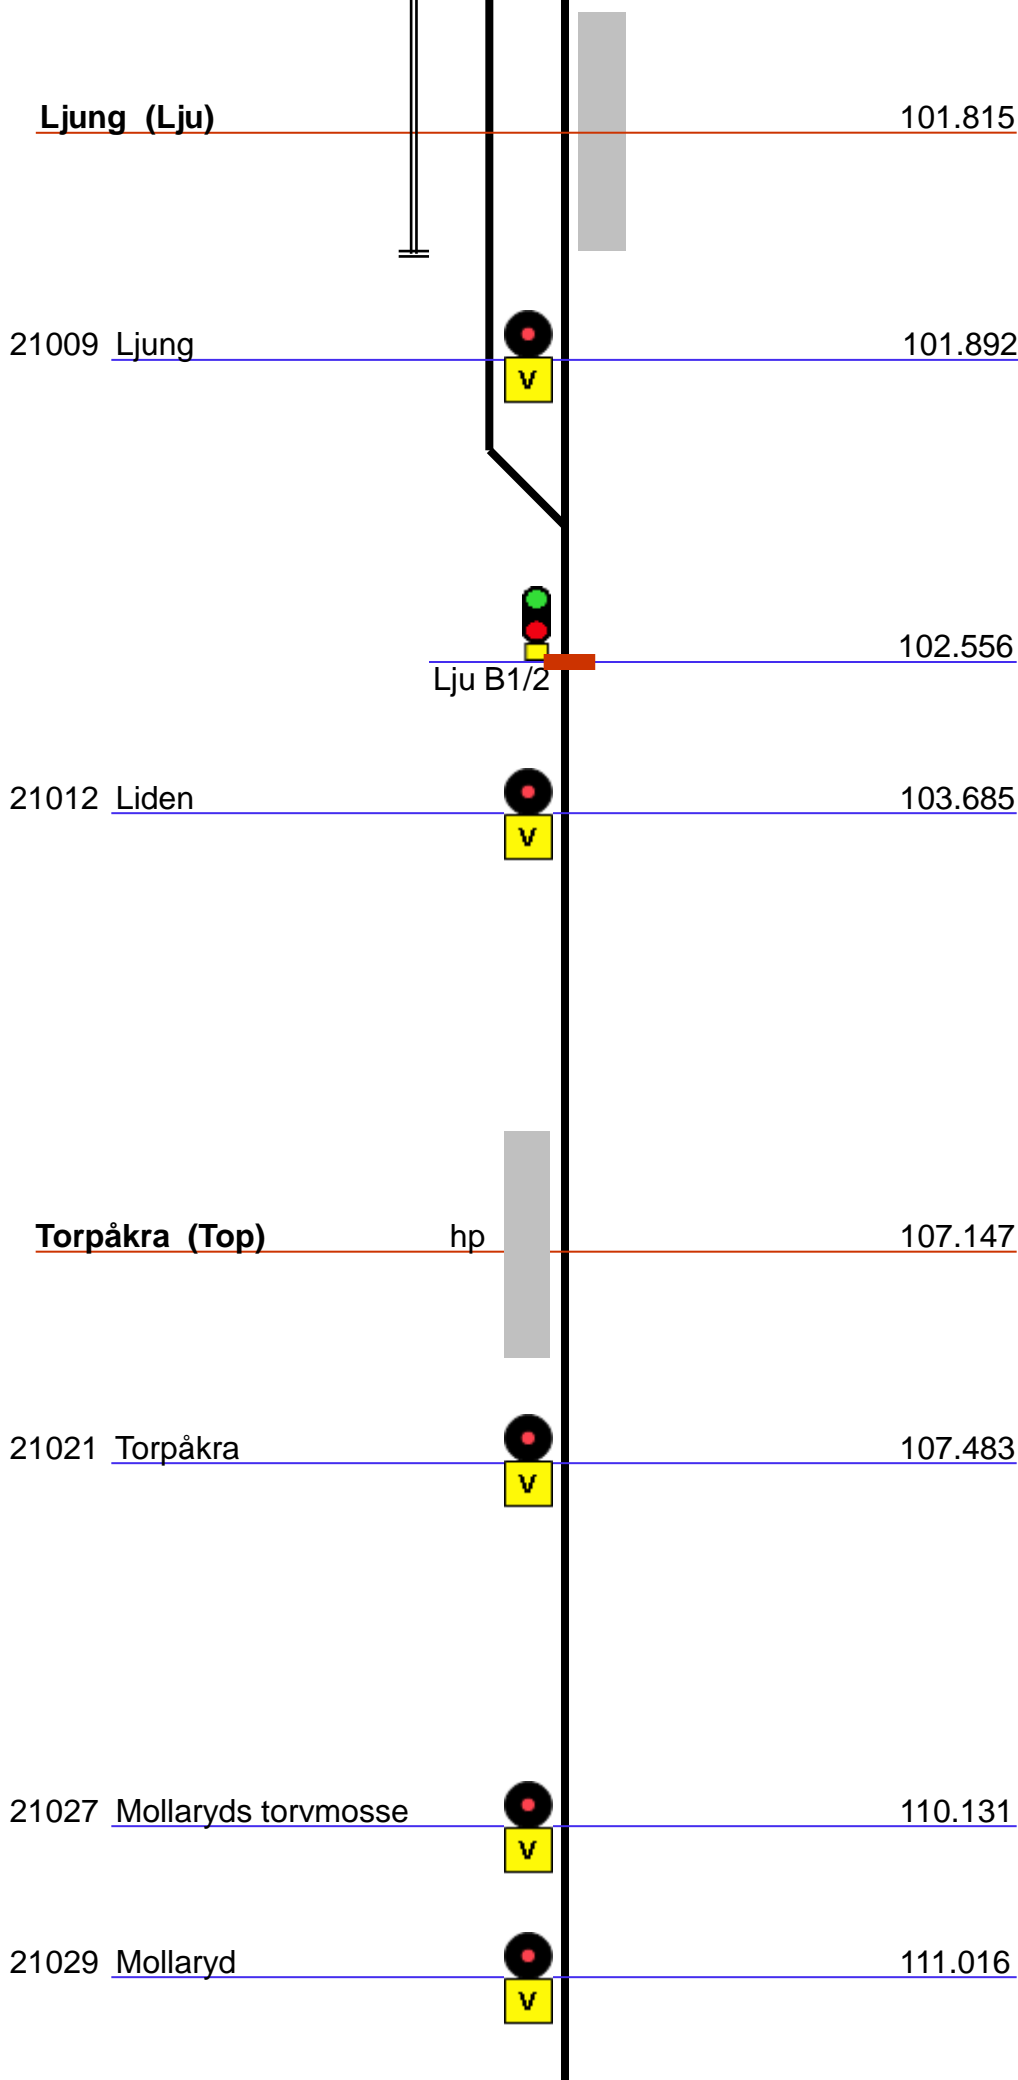 Ljung (Lju) 101.815
21009 Ljung 101.892
V
102.556
Lju B1/2
21012 Liden 103.685
V
Torpåkra (Top) hp 107.147
21021 Torpåkra 107.483
V
21027 Mollaryds torvmosse 110.131
V
21029 Mollaryd 111.016
V